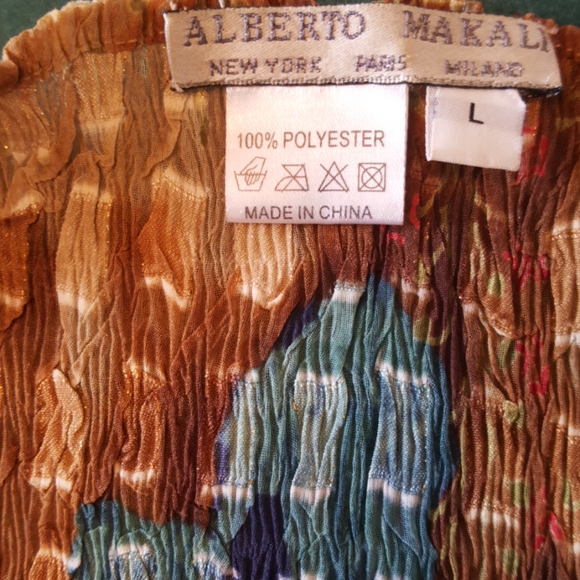 ALBERTO MAKALI
NEW YORK PARIS MILANO
L
100% POLYESTER
MADE IN CHINA